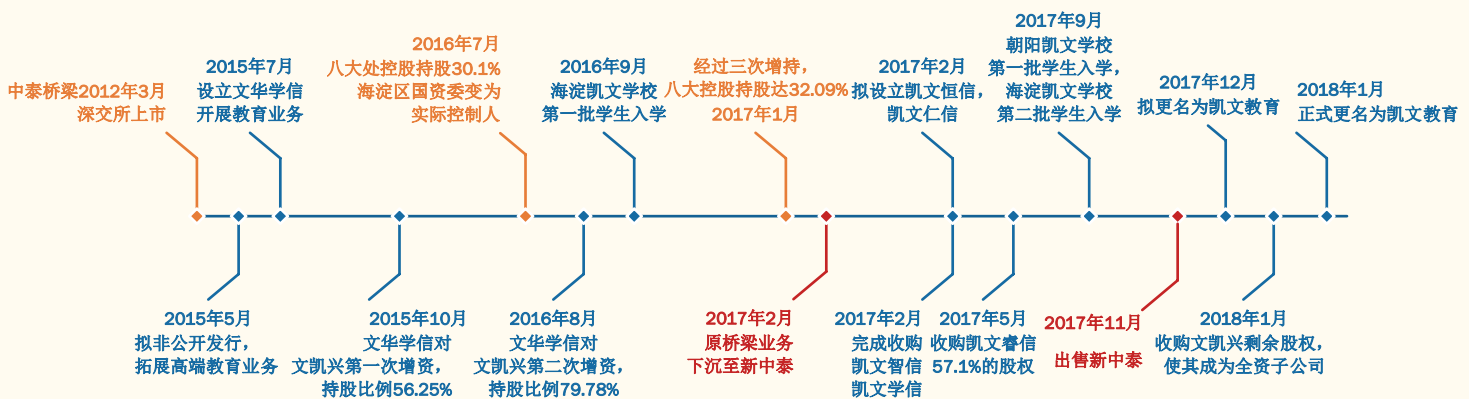 中泰桥梁2012年3月
深交所上市
2015年7月
设立文华学信
开展教育业务
2016年7月
八大处控股持股30.1%
海淀区国资委变为
实际控制人
2016年9月
海淀凯文学校
第一批学生入学
经过三次增持，
八大控股持股达32.09%
2017年1月
2017年2月
拟设立凯文恒信，
凯文仁信
2017年9月
朝阳凯文学校
第一批学生入学，
海淀凯文学校
第二批学生入学
2017年12月
拟更名为凯文教育
2018年1月
正式更名为凯文教育
2015年5月
拟非公开发行，
拓展高端教育业务
2015年10月
文华学信对
文凯兴第一次增资，
持股比例56.25%
2016年8月
文华学信对
文凯兴第二次增资，
持股比例79.78%
2017年2月
原桥梁业务
下沉至新中泰
2017年2月
完成收购
凯文智信
凯文学信
2017年5月
收购凯文睿信
57.1%的股权
2017年11月
出售新中泰
2018年1月
收购文凯兴剩余股权，
使其成为全资子公司